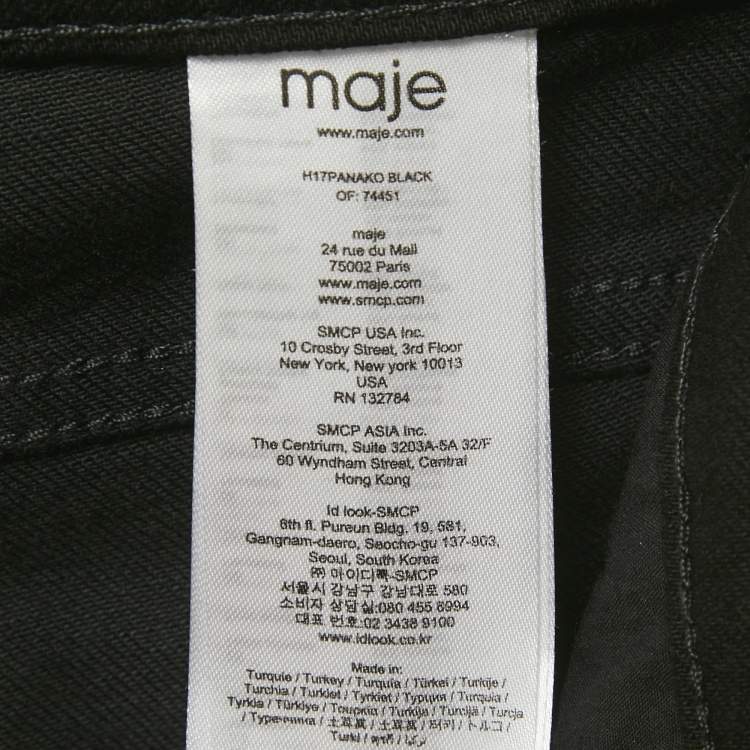 maje
www.maje.com
H17PANAKO BLACK
OF: 74451
maje
24 rue du Mail
75002 Paris
www.maje.com
www.smcp.com
SMCP USA Inc.
10 Crosby Street, 3rd Floor
New York, New york 10013
USA
RN 132784
SMCP ASIA Inc.
The Centrium, Suite 3203A-5A 32/F
60 Wyndham Street, Central
Hong Kong
Id look-SMCP
8th fl. Pureun Bldg. 19, 581,
Gangnam-daero, Seocho-gu 137-903,
Seoul, South Korea
㈜ 아이디룩-SMCP
서울시 강남구 강남대로 580
소비자 상담실:080 455 8994
대표 번호:02 3438 9100
www.idlook.co.kr
Made in:
Turquie / Turkey / Turquía / Türkei / Turkije /
Turchia / Turkiet / Tyrkiet / Турция / Turquia /
Tyrkia / Türkiye / Τουρκία / Turkija / Turcija / Turcja
/ Туреччина / 土耳其 / 土耳其 / 터키 / トルコ /
Turki / तुर्की /